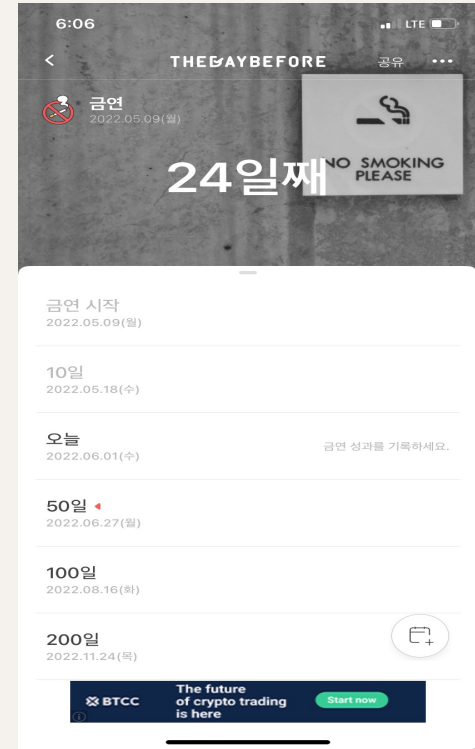 6:06
LTE
THEDAYBEFORE
공유
금연
2022.05.09(월)
24일째
NO SMOKING
PLEASE
금연 시작
2022.05.09(월)
10일
2022.05.18(수)
오늘
2022.06.01(수)
금연 성과를 기록하세요.
50일
2022.06.27(월)
100일
2022.08.16(화)
200일
2022.11.24(목)
BTCC
The future
of crypto trading
is here
Start now